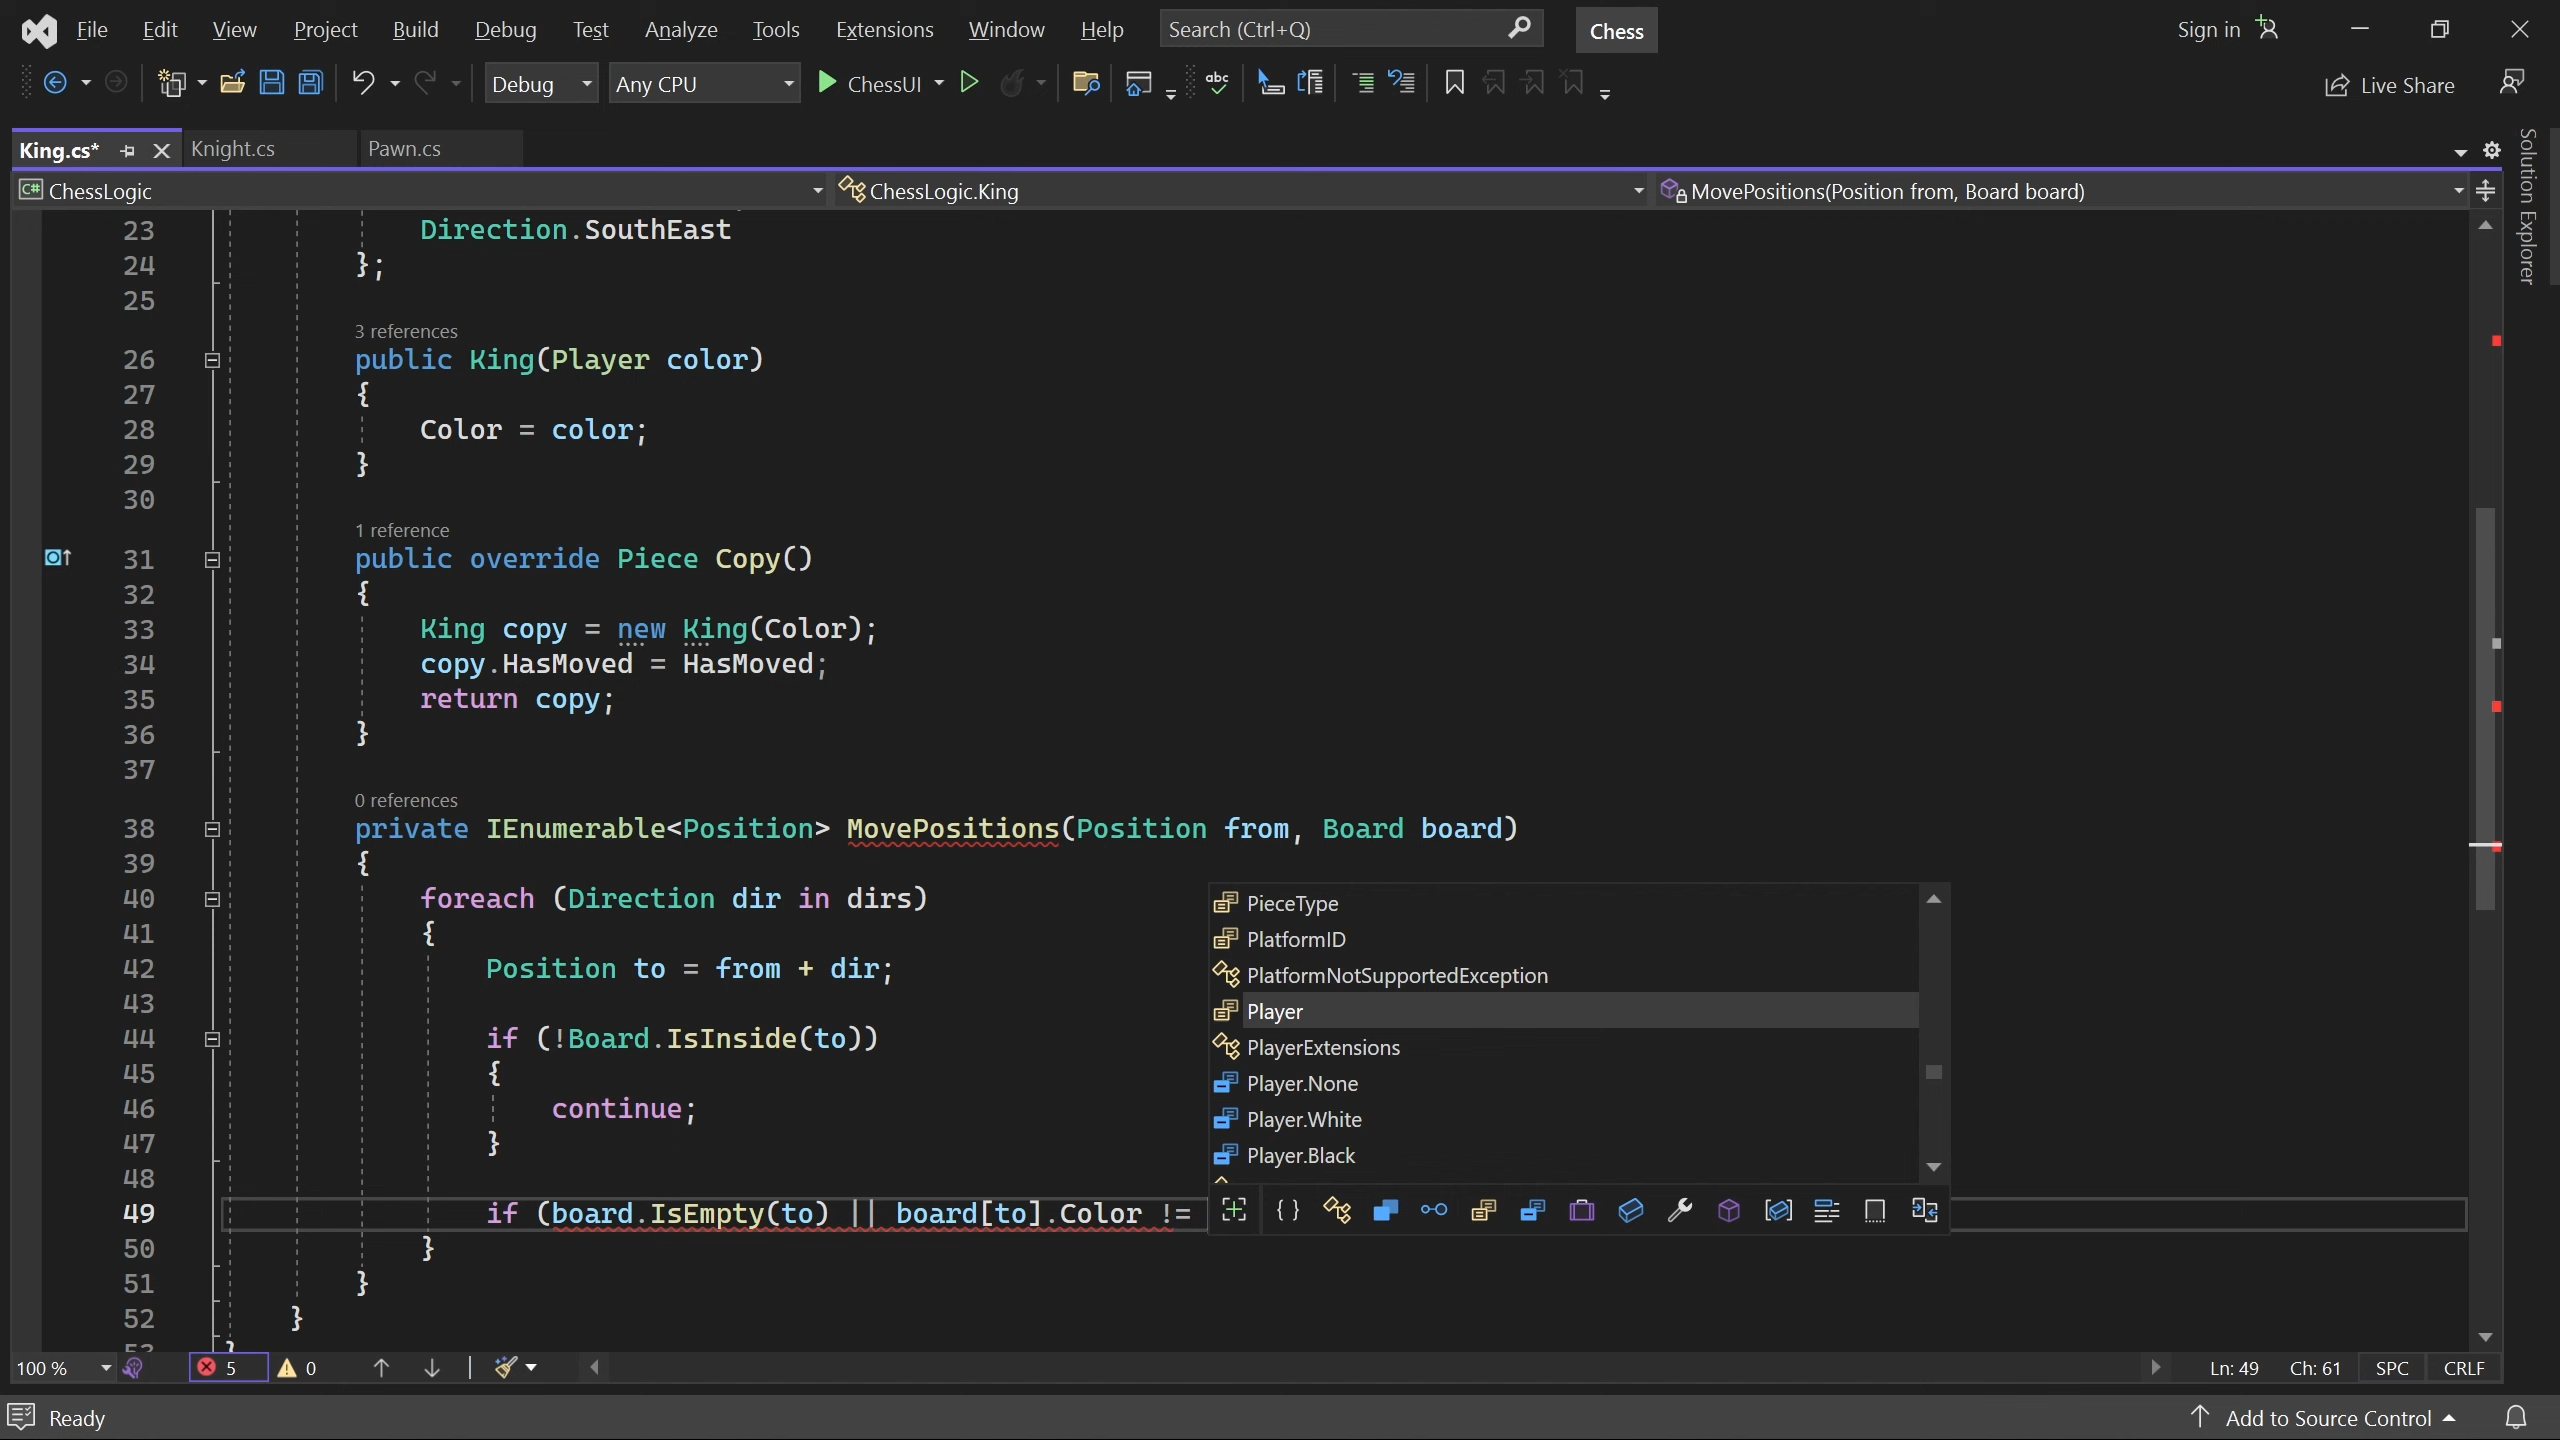 File Edit View Project Build Debug Test Analyze Tools Extensions Window Help Search (Ctrl+Q) Chess Sign in
Debug Any CPU ChessUI abc Live Share
King.cs* Knight.cs Pawn.cs
Solution Explorer
C# ChessLogic ChessLogic.King MovePositions(Position from, Board board)
23 Direction.SouthEast
24 };
25
3 references
26 public King(Player color)
27 {
28 Color = color;
29 }
30
1 reference
31 public override Piece Copy()
32 {
33 King copy = new King(Color);
34 copy.HasMoved = HasMoved;
35 return copy;
36 }
37
0 references
38 private IEnumerable<Position> MovePositions(Position from, Board board)
39 {
40 foreach (Direction dir in dirs)
41 {
42 Position to = from + dir;
43
44 if (!Board.IsInside(to))
45 {
46 continue;
47 }
48
49 if (board.IsEmpty(to) || board[to].Color !=
50 }
51 }
52 }
53 }
PieceType
PlatformID
PlatformNotSupportedException
Player
PlayerExtensions
Player.None
Player.White
Player.Black
100 % 5 0 Ln: 49 Ch: 61 SPC CRLF
Ready Add to Source Control